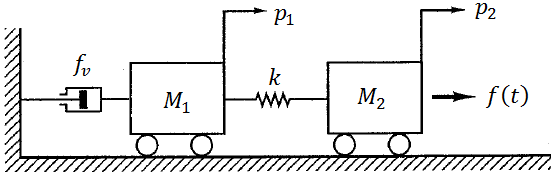 p₁
p₂
fᵥ
k
M₁
M₂
f(t)